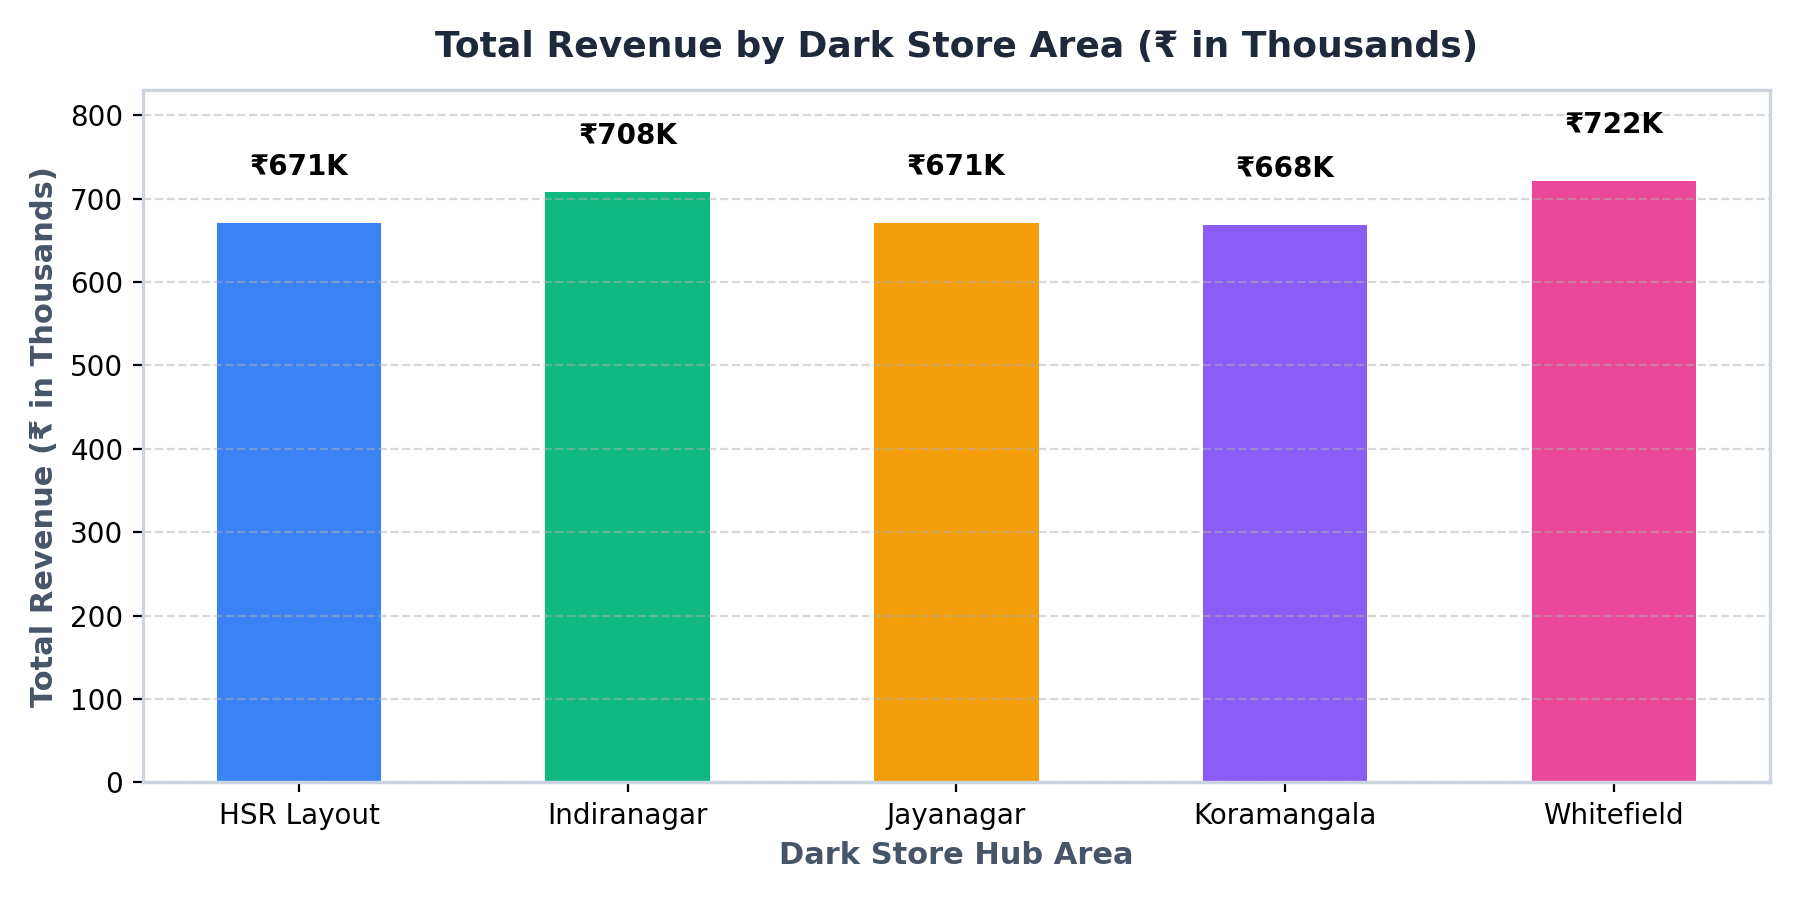 Total Revenue by Dark Store Area (₹ in Thousands)
Total Revenue (₹ in Thousands)
800
700
600
500
400
300
200
100
0
₹671K
₹708K
₹671K
₹668K
₹722K
HSR Layout
Indiranagar
Jayanagar
Koramangala
Whitefield
Dark Store Hub Area